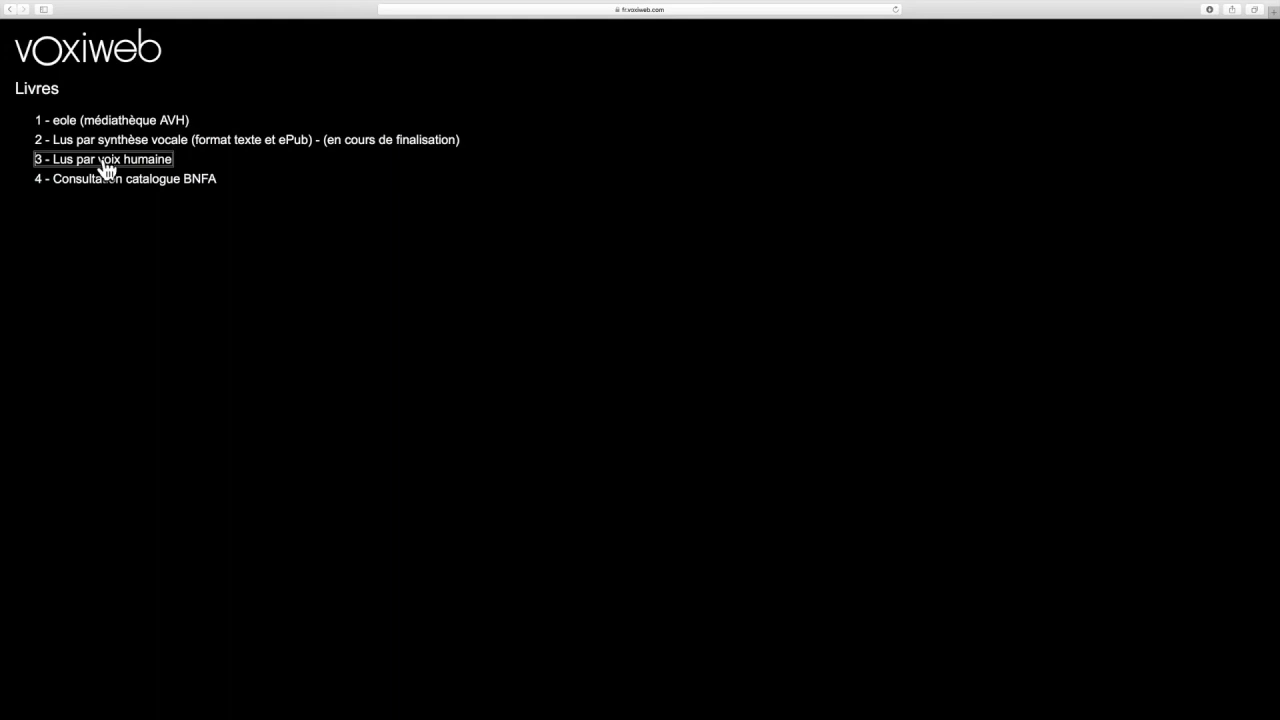 fr.voxiweb.com
voxiweb
Livres
1 - eole (médiathèque AVH)
2 - Lus par synthèse vocale (format texte et ePub) - (en cours de finalisation)
3 - Lus par voix humaine
4 - Consultation catalogue BNFA